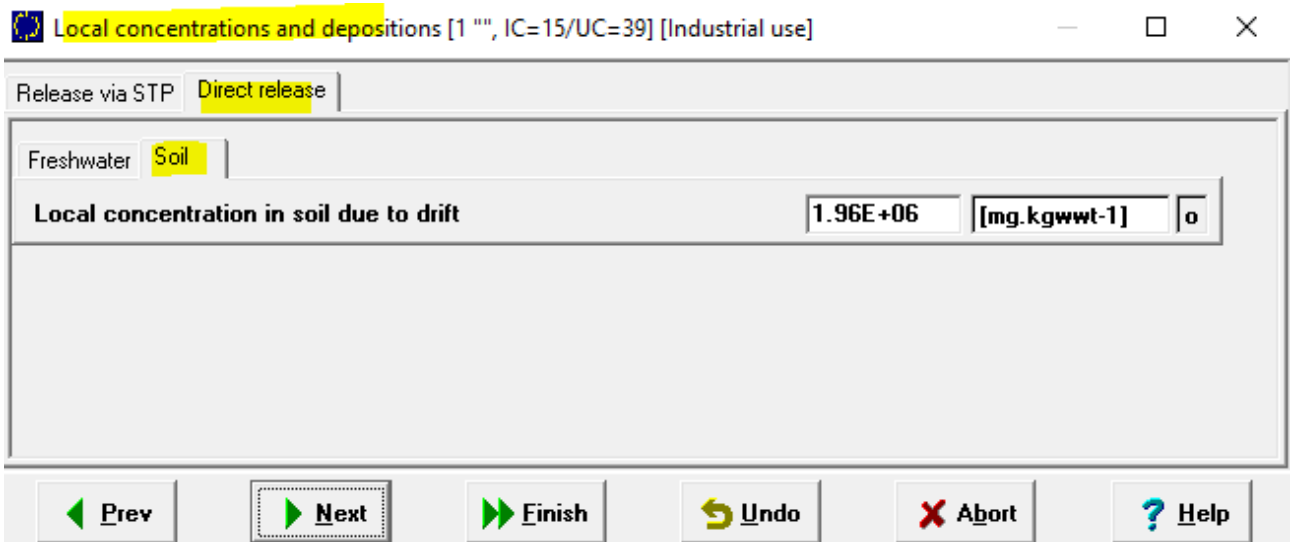 Local concentrations and depositions [1 "", IC=15/UC=39] [Industrial use]
Release via STP Direct release
Freshwater Soil
Local concentration in soil due to drift 1.96E+06 [mg.kgwwt-1] o
Prev Next Finish Undo Abort Help